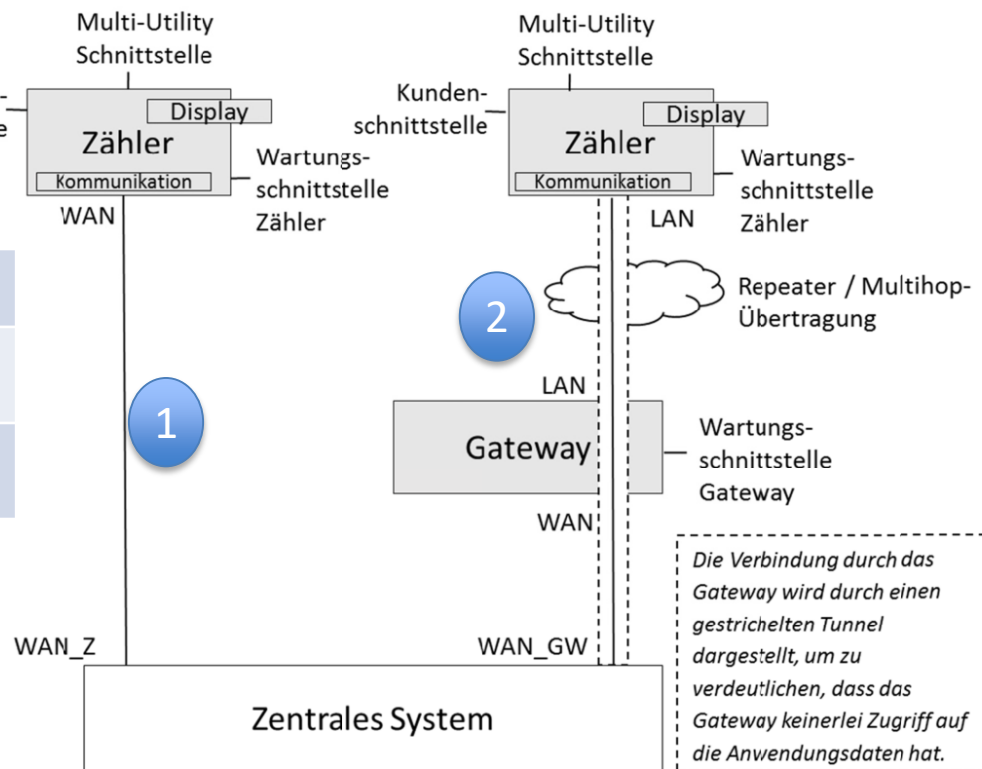 Multi-Utility
Schnittstelle
Display
Zähler
Kommunikation
Wartungs-
schnittstelle
Zähler
WAN
1
WAN_Z
Multi-Utility
Schnittstelle
Kunden-
schnittstelle
Display
Zähler
Kommunikation
Wartungs-
schnittstelle
Zähler
LAN
2
Repeater / Multihop-
Übertragung
LAN
Gateway
Wartungs-
schnittstelle
Gateway
WAN
WAN_GW
Zentrales System
Die Verbindung durch das
Gateway wird durch einen
gestrichelten Tunnel
dargestellt, um zu
verdeutlichen, dass das
Gateway keinerlei Zugriff auf
die Anwendungsdaten hat.